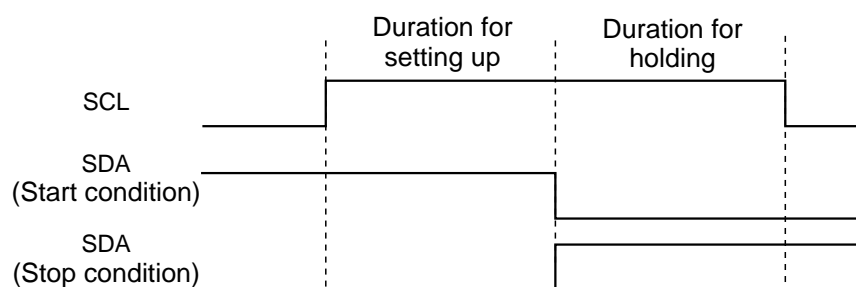 Duration for
setting up
Duration for
holding
SCL
SDA
(Start condition)
SDA
(Stop condition)